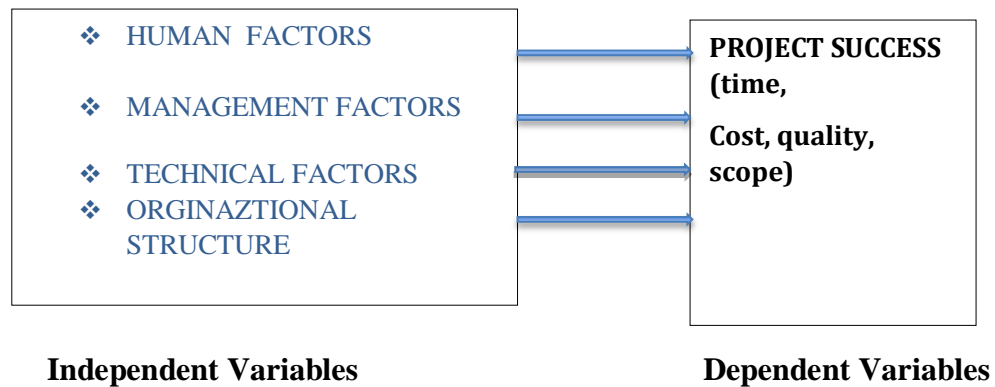 ❖ HUMAN FACTORS
❖ MANAGEMENT FACTORS
❖ TECHNICAL FACTORS
❖ ORGINAZTIONAL
STRUCTURE
PROJECT SUCCESS
(time,
Cost, quality,
scope)
Independent Variables
Dependent Variables